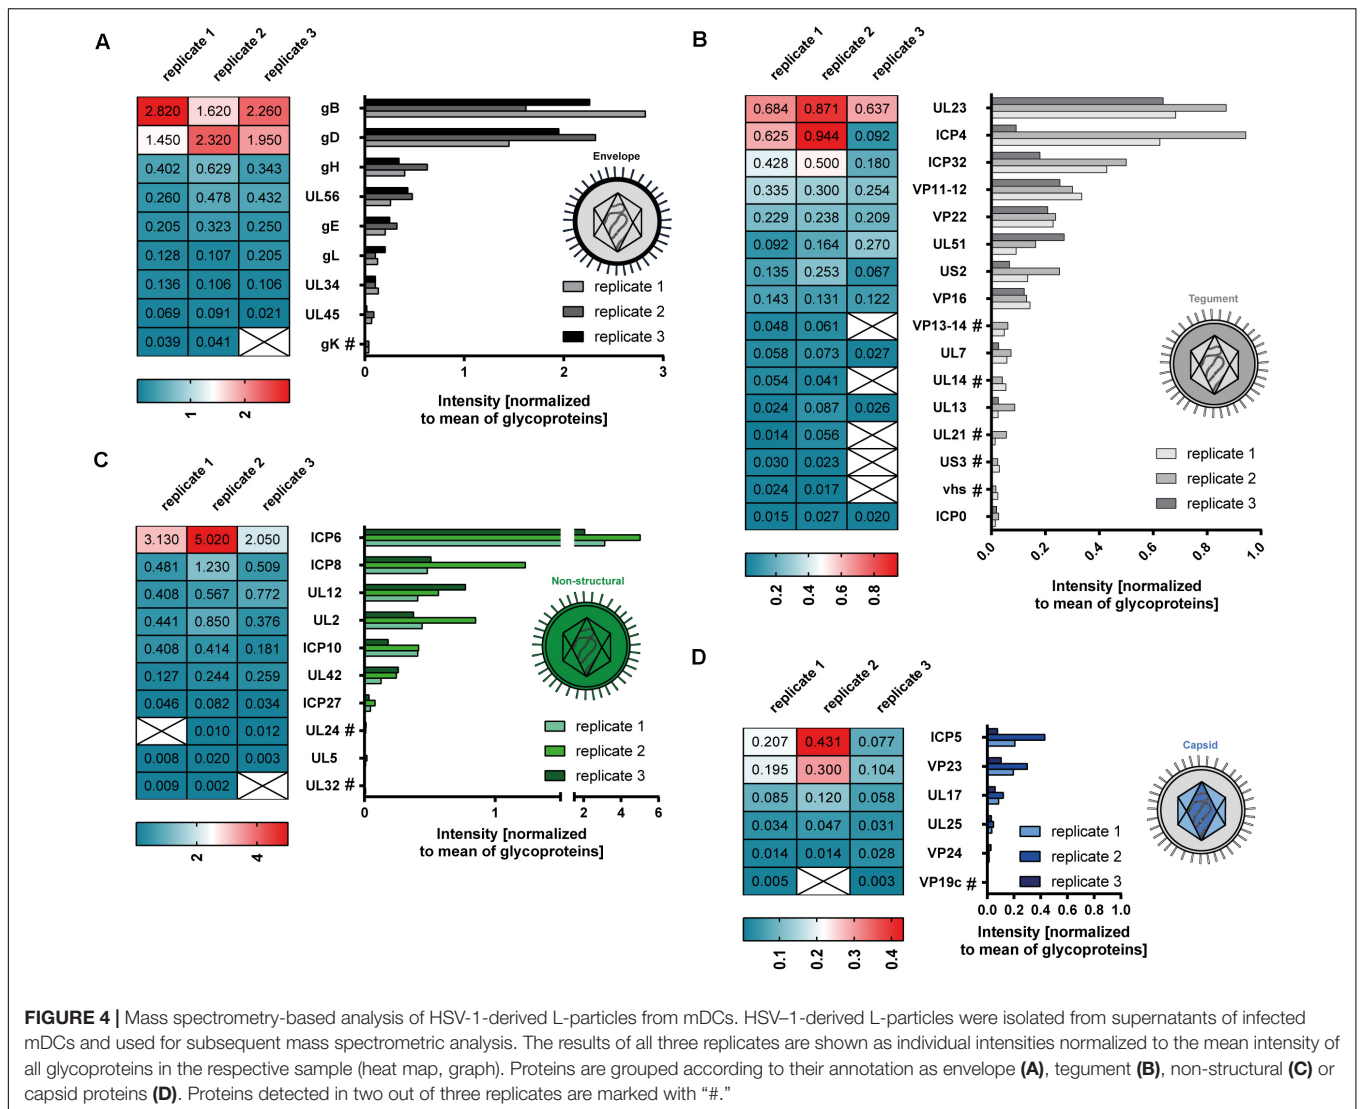 A
replicate 1
replicate 2
replicate 3
2.820 1.620 2.260 gB
1.450 2.320 1.950 gD
0.402 0.629 0.343 gH
0.260 0.478 0.432 UL56
0.205 0.323 0.250 gE
0.128 0.107 0.205 gL
0.136 0.106 0.106 UL34
0.069 0.091 0.021 UL45
0.039 0.041 gK #
1 2
0 1 2 3
Intensity [normalized
to mean of glycoproteins]
Envelope
replicate 1
replicate 2
replicate 3
B
replicate 1
replicate 2
replicate 3
0.684 0.871 0.637 UL23
0.625 0.944 0.092 ICP4
0.428 0.500 0.180 ICP32
0.335 0.300 0.254 VP11-12
0.229 0.238 0.209 VP22
0.092 0.164 0.270 UL51
0.135 0.253 0.067 US2
0.143 0.131 0.122 VP16
0.048 0.061 VP13-14 #
0.058 0.073 0.027 UL7
0.054 0.041 UL14 #
0.024 0.087 0.026 UL13
0.014 0.056 UL21 #
0.030 0.023 US3 #
0.024 0.017 vhs #
0.015 0.027 0.020 ICP0
0.2 0.4 0.6 0.8
0.0 0.2 0.4 0.6 0.8 1.0
Intensity [normalized
to mean of glycoproteins]
Tegument
replicate 1
replicate 2
replicate 3
C
replicate 1
replicate 2
replicate 3
3.130 5.020 2.050 ICP6
0.481 1.230 0.509 ICP8
0.408 0.567 0.772 UL12
0.441 0.850 0.376 UL2
0.408 0.414 0.181 ICP10
0.127 0.244 0.259 UL42
0.046 0.082 0.034 ICP27
0.010 0.012 UL24 #
0.008 0.020 0.003 UL5
0.009 0.002 UL32 #
2 4
0 1 2 4 6
Intensity [normalized
to mean of glycoproteins]
Non-structural
replicate 1
replicate 2
replicate 3
D
replicate 1
replicate 2
replicate 3
0.207 0.431 0.077 ICP5
0.195 0.300 0.104 VP23
0.085 0.120 0.058 UL17
0.034 0.047 0.031 UL25
0.014 0.014 0.028 VP24
0.005 0.003 VP19c #
0.1 0.2 0.3 0.4
0.0 0.2 0.4 0.6 0.8 1.0
Intensity [normalized
to mean of glycoproteins]
Capsid
replicate 1
replicate 2
replicate 3
FIGURE 4 | Mass spectrometry-based analysis of HSV-1-derived L-particles from mDCs. HSV–1-derived L-particles were isolated from supernatants of infected
mDCs and used for subsequent mass spectrometric analysis. The results of all three replicates are shown as individual intensities normalized to the mean intensity of
all glycoproteins in the respective sample (heat map, graph). Proteins are grouped according to their annotation as envelope (A), tegument (B), non-structural (C) or
capsid proteins (D). Proteins detected in two out of three replicates are marked with “#.”